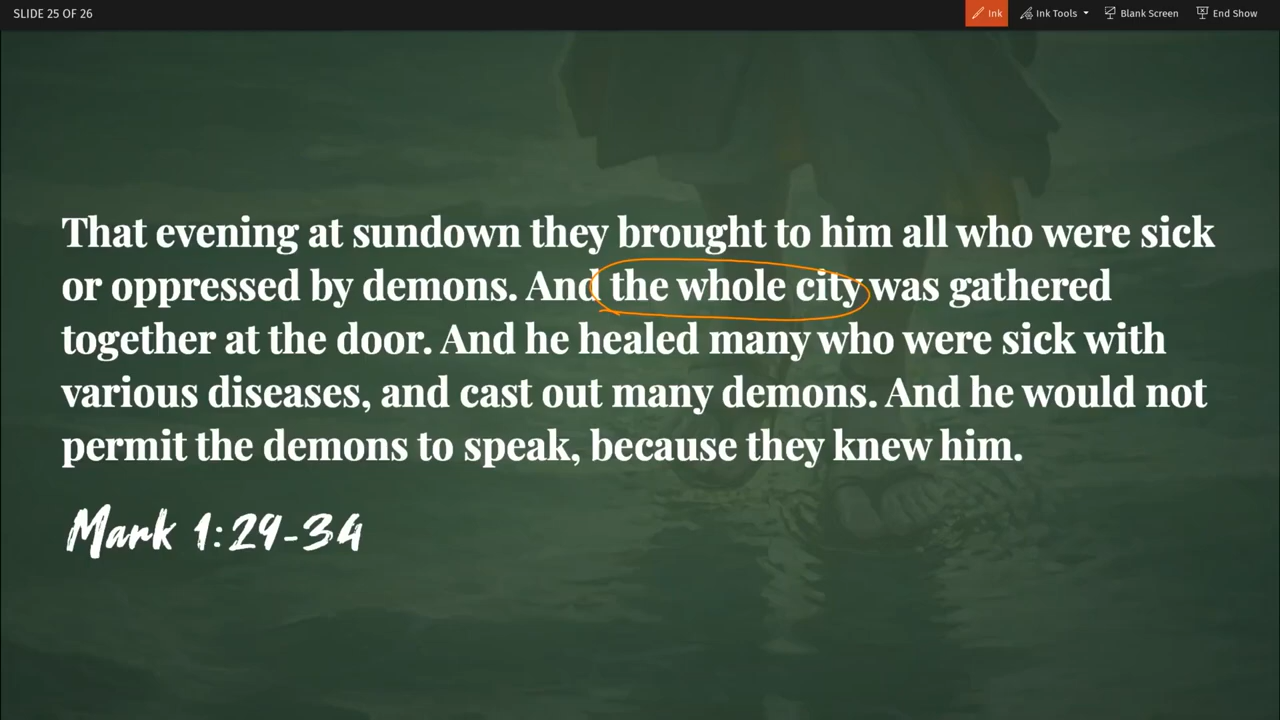 SLIDE 25 OF 26
Ink
Ink Tools
Blank Screen
End Show
That evening at sundown they brought to him all who were sick
or oppressed by demons. And the whole city was gathered
together at the door. And he healed many who were sick with
various diseases, and cast out many demons. And he would not
permit the demons to speak, because they knew him.
Mark 1:29-34